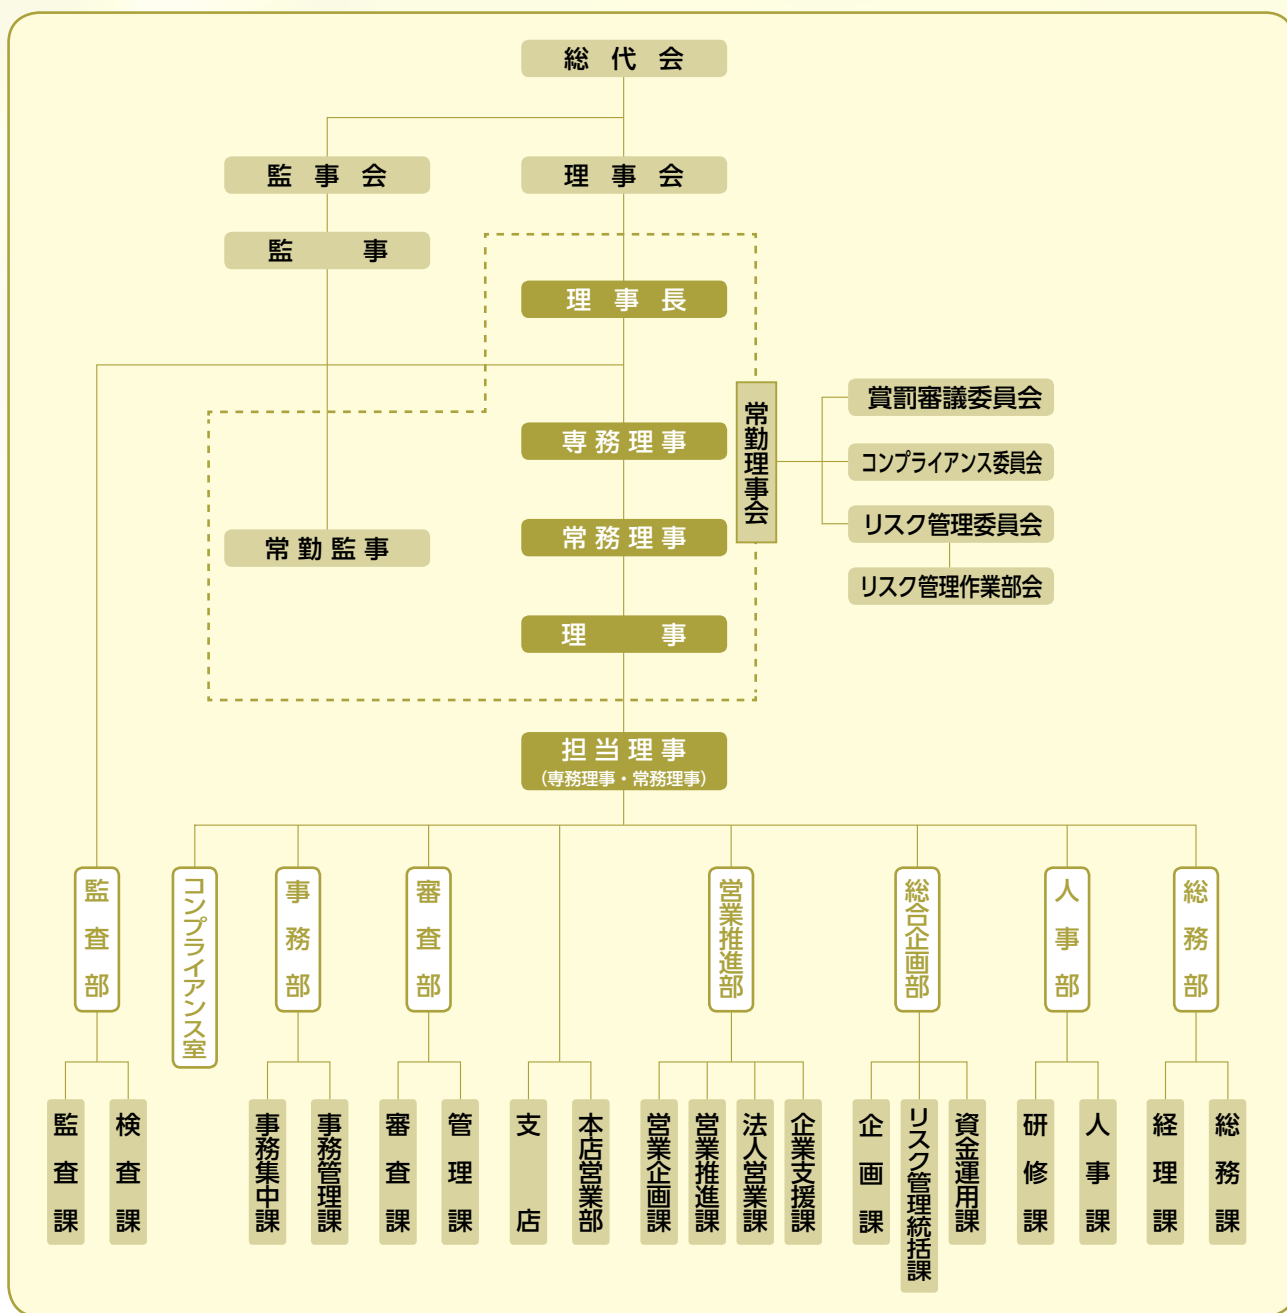 総代会
監事会
理事会
監事
理事長
専務理事
常勤理事会
賞罰審議委員会
コンプライアンス委員会
リスク管理委員会
リスク管理作業部会
常勤監事
常務理事
理事
担当理事
(専務理事・常務理事)
監査部
コンプライアンス室
事務部
審査部
営業推進部
総合企画部
人事部
総務部
監査課
検査課
事務集中課
事務管理課
審査課
管理課
支店
本店営業部
営業企画課
営業推進課
法人営業課
企業支援課
企画課
リスク管理統括課
資金運用課
研修課
人事課
経理課
総務課